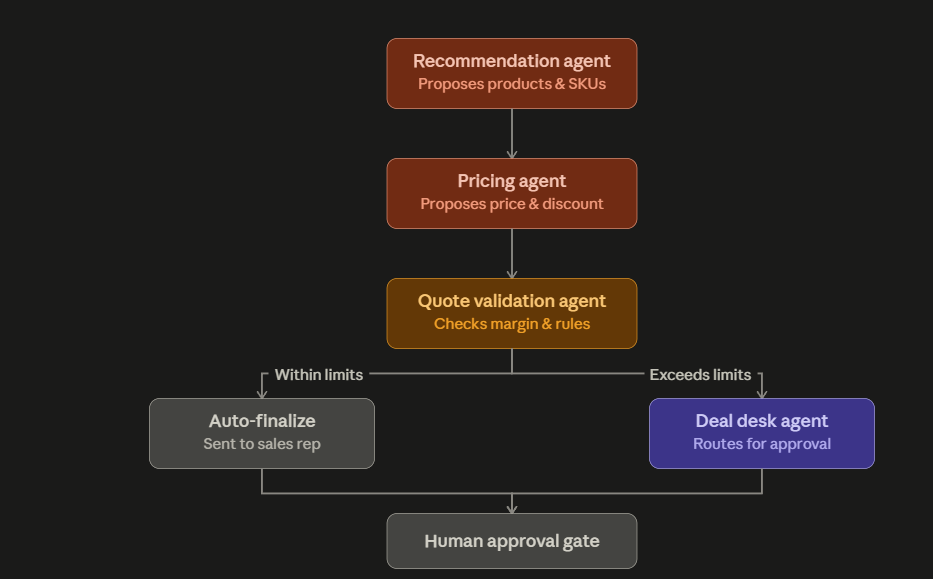 Recommendation agent
Proposes products & SKUs
Pricing agent
Proposes price & discount
Quote validation agent
Checks margin & rules
Within limits
Exceeds limits
Auto-finalize
Sent to sales rep
Deal desk agent
Routes for approval
Human approval gate